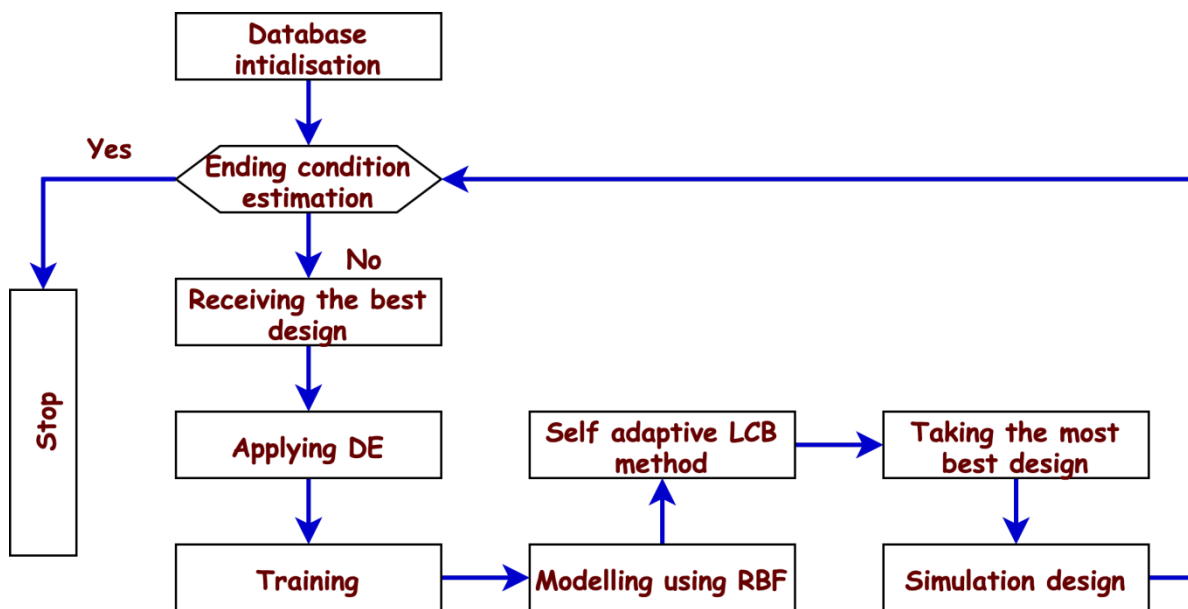 Database
intialisation
Yes
Ending condition
estimation
No
Receiving the best
design
Stop
Applying DE
Self adaptive LCB
method
Taking the most
best design
Training
Modelling using RBF
Simulation design